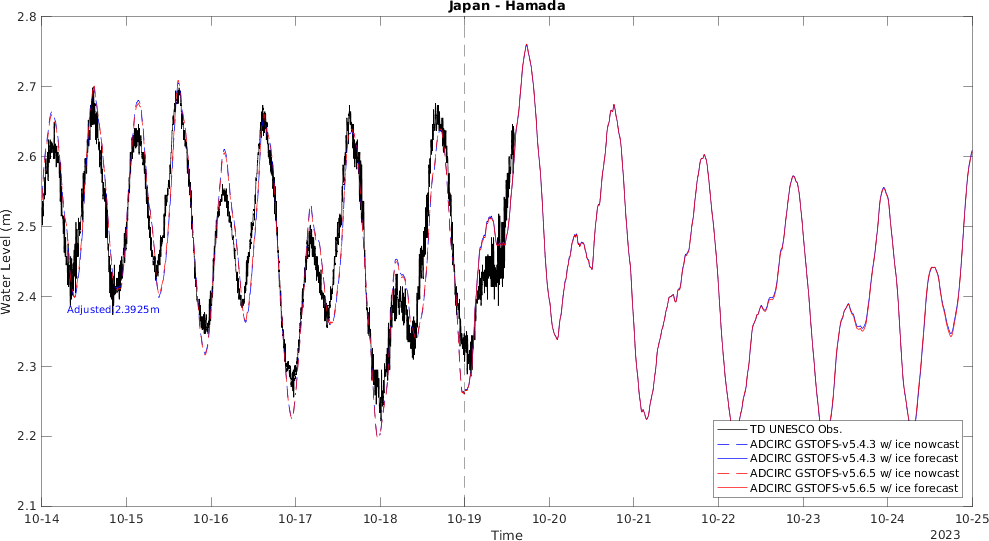 Japan - Hamada
Water Level (m)
2.8
2.7
2.6
2.5
2.4
2.3
2.2
2.1
Adjusted 2.3925m
TD UNESCO Obs.
ADCIRC GSTOFS-v5.4.3 w/ ice nowcast
ADCIRC GSTOFS-v5.4.3 w/ ice forecast
ADCIRC GSTOFS-v5.6.5 w/ ice nowcast
ADCIRC GSTOFS-v5.6.5 w/ ice forecast
10-14 10-15 10-16 10-17 10-18 10-19 10-20 10-21 10-22 10-23 10-24 10-25
Time
2023